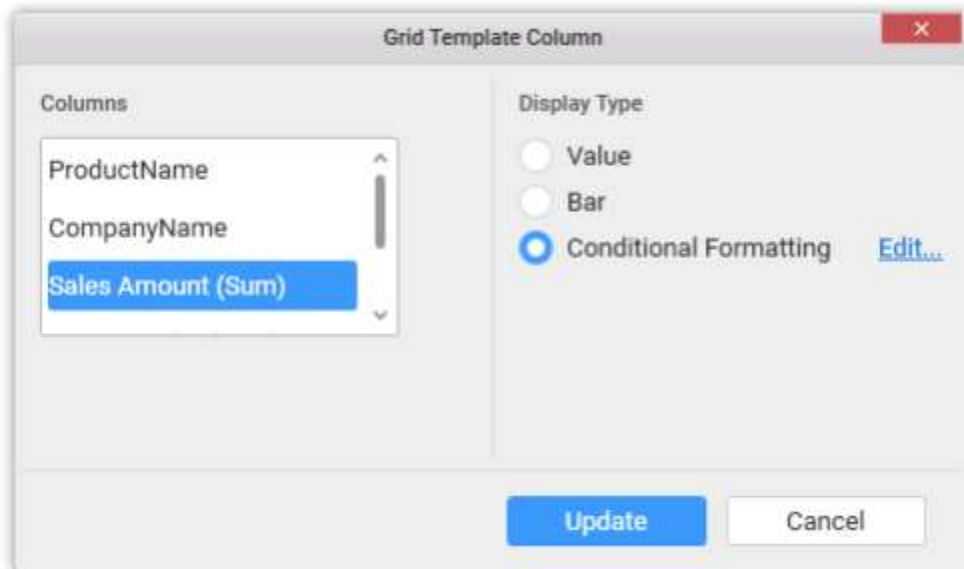 Grid Template Column
Columns
ProductName
CompanyName
Sales Amount (Sum)
Display Type
Value
Bar
Conditional Formatting
Edit...
Update
Cancel